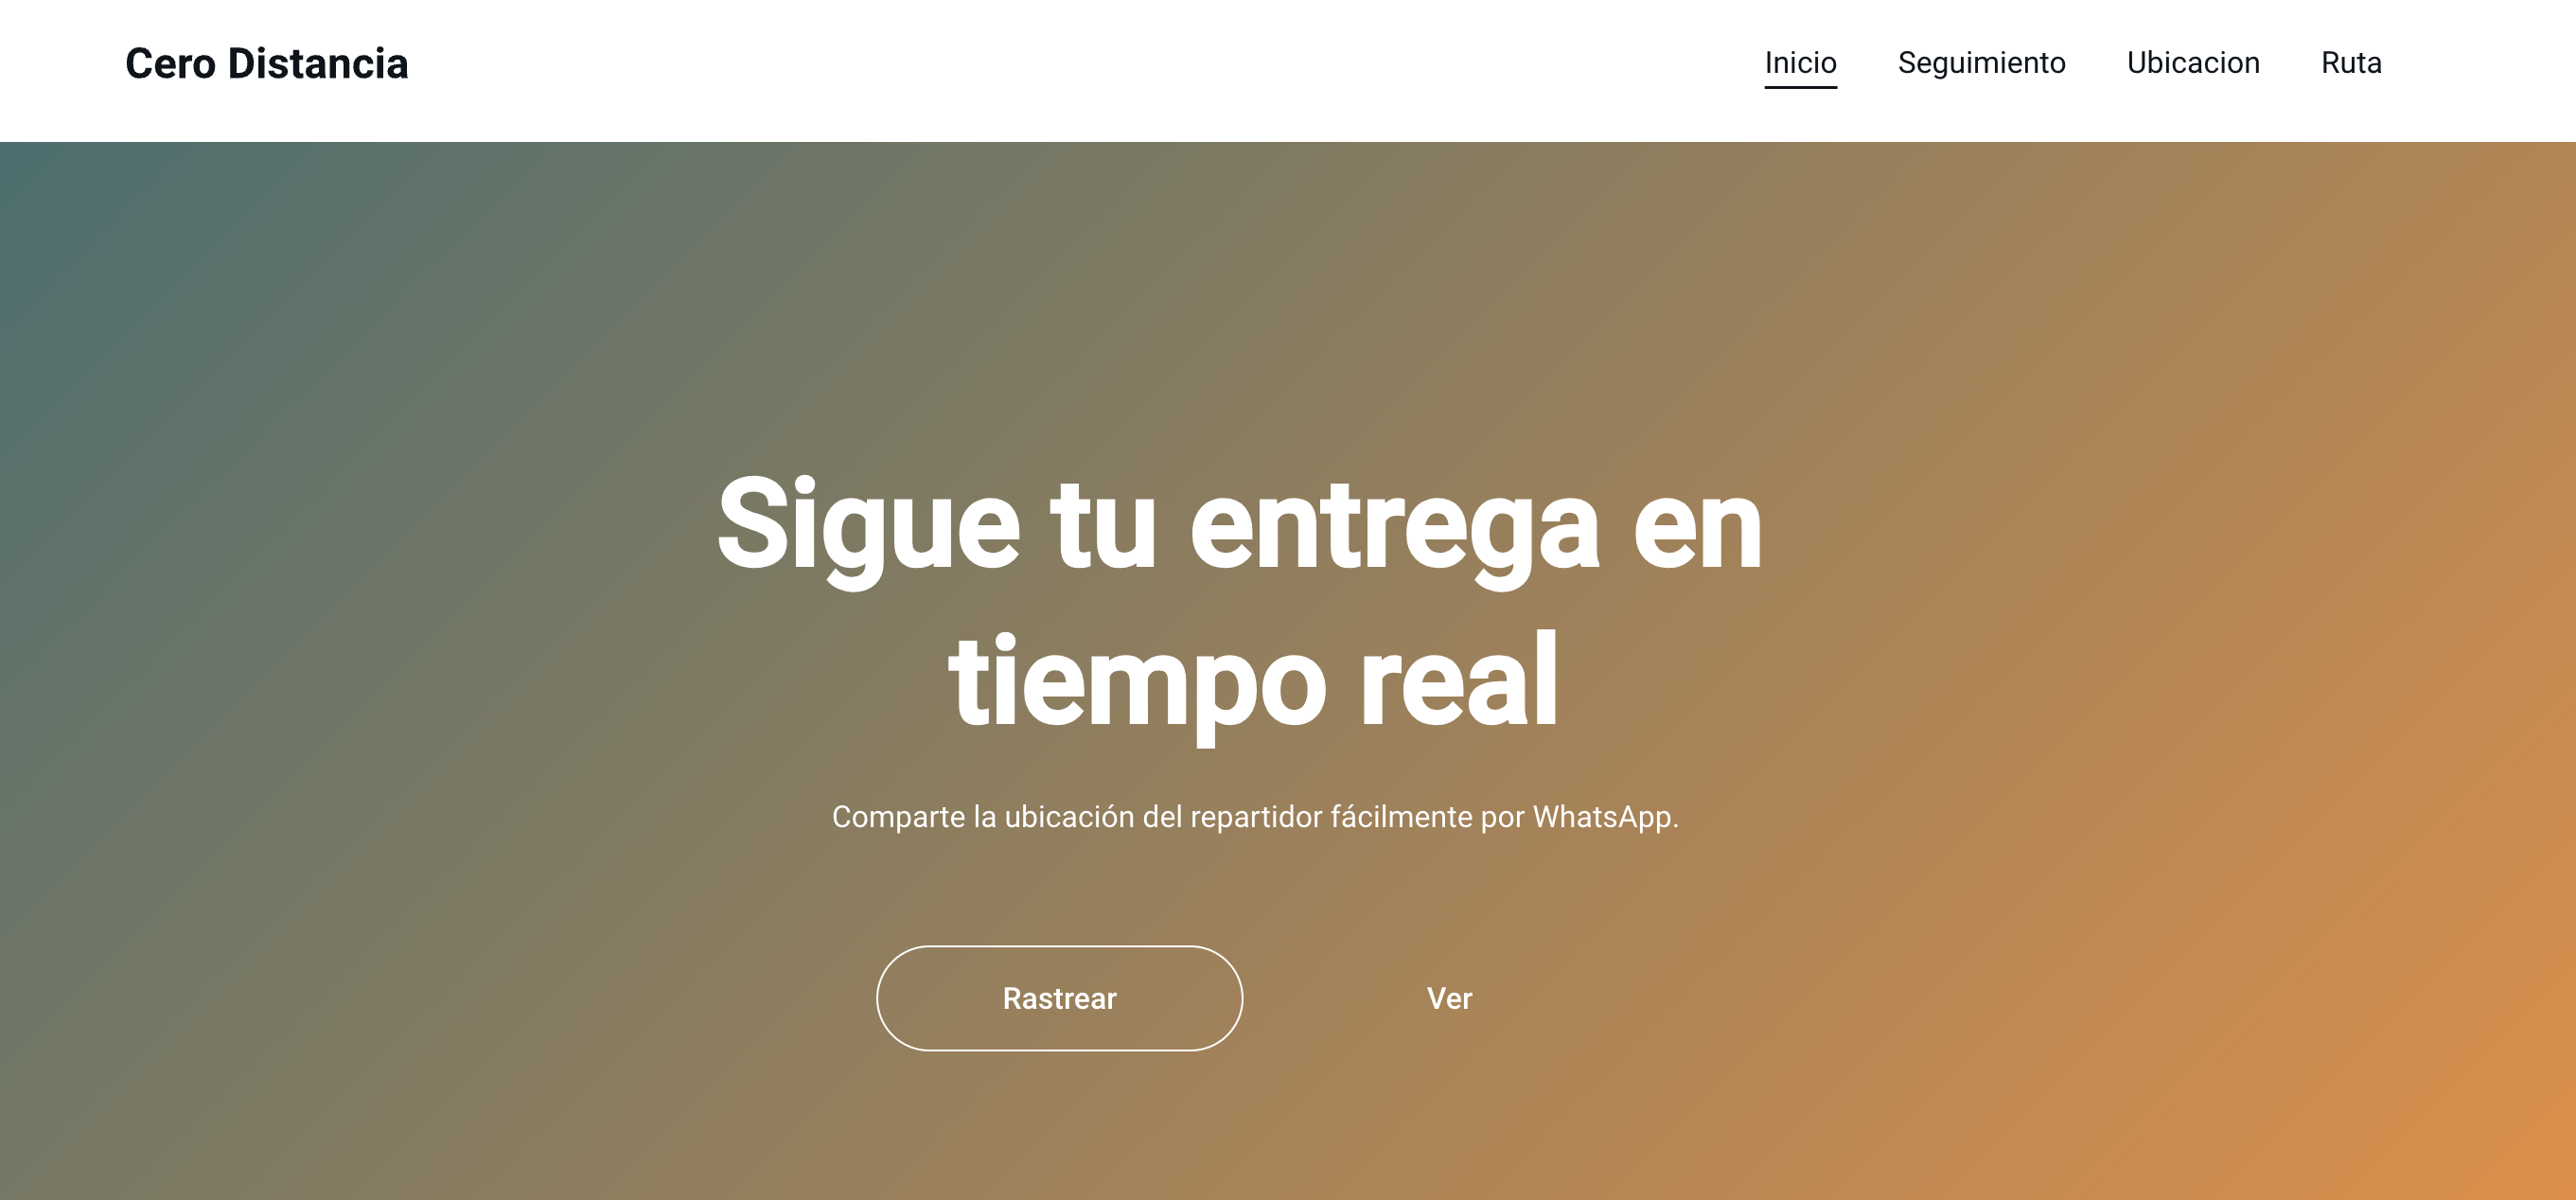 Cero Distancia
Inicio Seguimiento Ubicacion Ruta
Sigue tu entrega en
tiempo real
Comparte la ubicación del repartidor fácilmente por WhatsApp.
Rastrear Ver